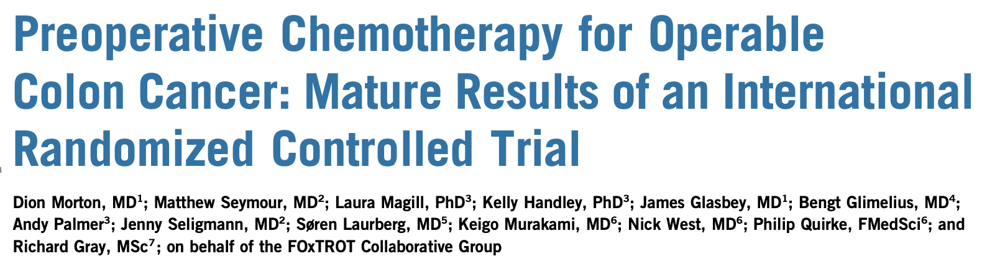 Preoperative Chemotherapy for Operable
Colon Cancer: Mature Results of an International
Randomized Controlled Trial
Dion Morton, MD¹; Matthew Seymour, MD²; Laura Magill, PhD³; Kelly Handley, PhD³; James Glasbey, MD¹; Bengt Glimelius, MD⁴;
Andy Palmer³; Jenny Seligmann, MD²; Søren Laurberg, MD⁵; Keigo Murakami, MD⁶; Nick West, MD⁶; Philip Quirke, FMedSci⁶; and
Richard Gray, MSc⁷; on behalf of the FOxTROT Collaborative Group